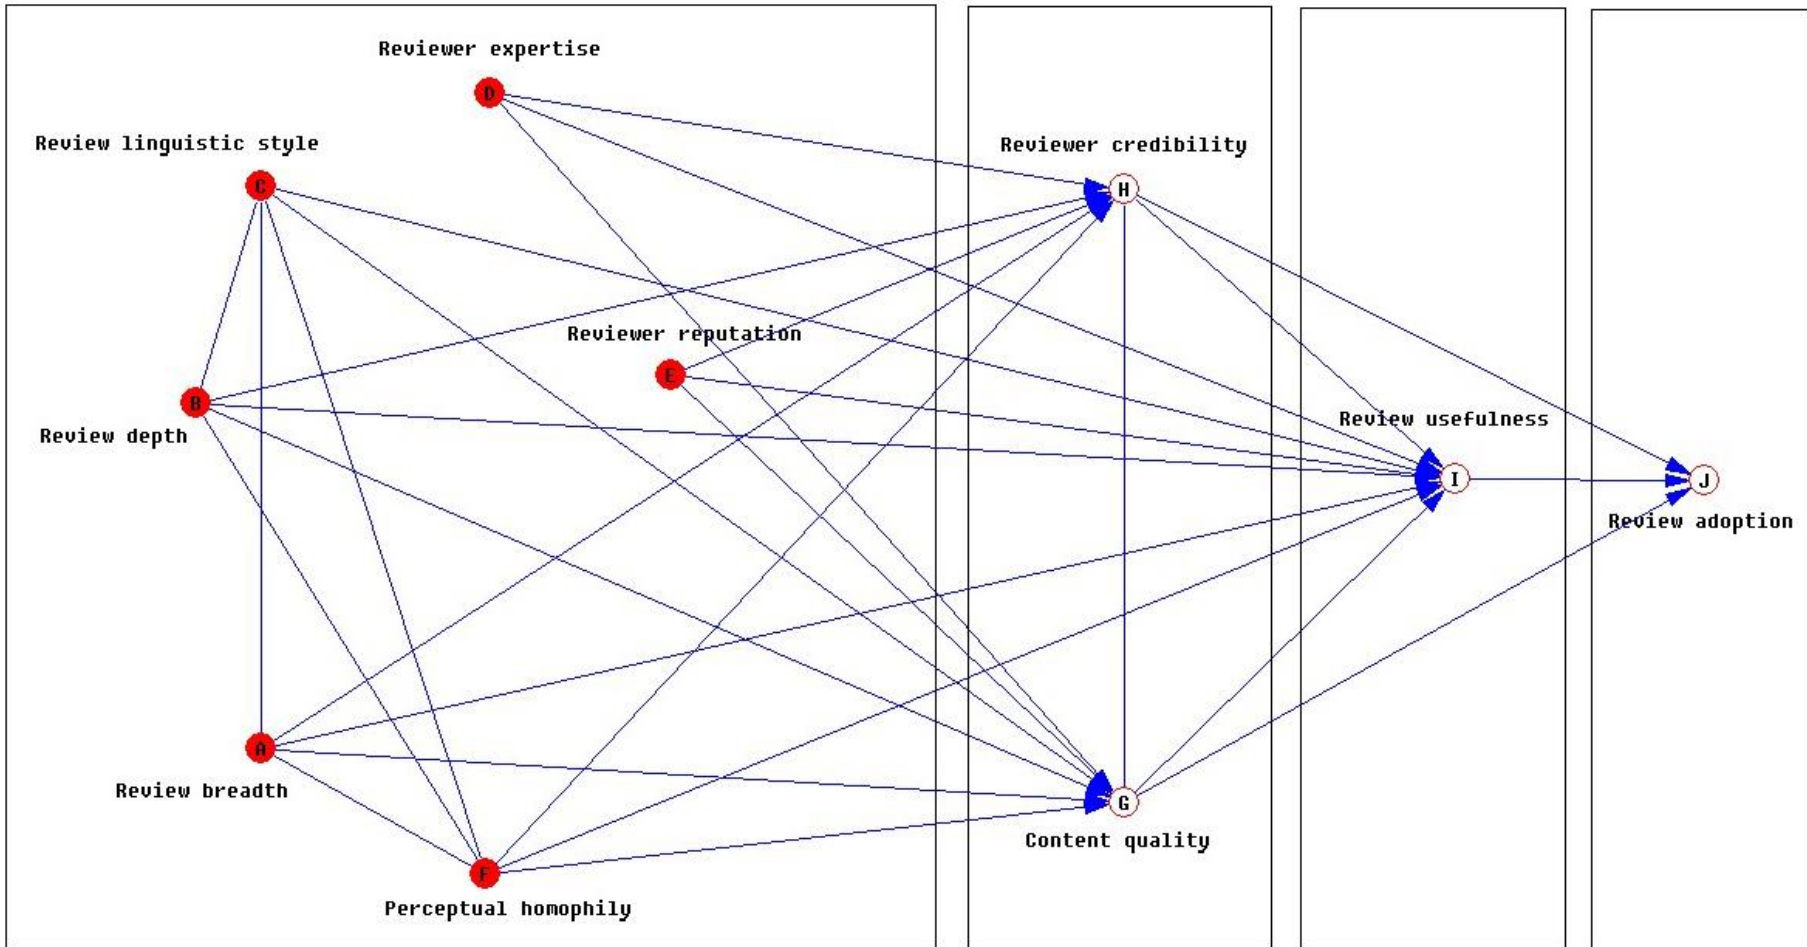 Reviewer expertise
D
Review linguistic style
Reviewer credibility
C
H
Reviewer reputation
E
B
Review usefulness
Review depth
I
J
Review adoption
A
Review breadth
G
Content quality
F
Perceptual homophily